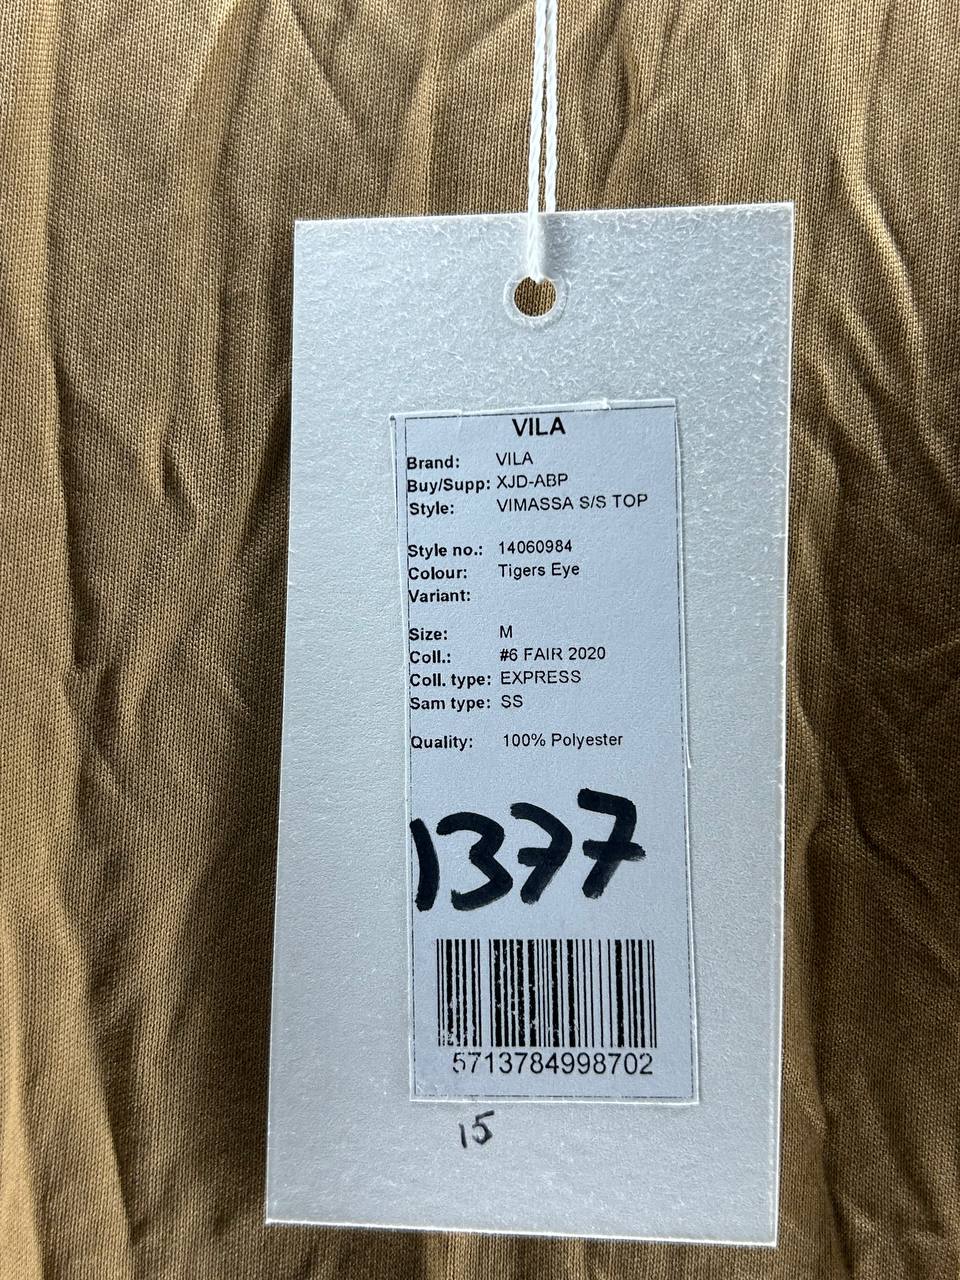 VILA
Brand: VILA
Buy/Supp: XJD-ABP
Style: VIMASSA S/S TOP
Style no.: 14060984
Colour: Tigers Eye
Variant:
Size: M
Coll.: #6 FAIR 2020
Coll. type: EXPRESS
Sam type: SS
Quality: 100% Polyester
1377
5713784998702
15